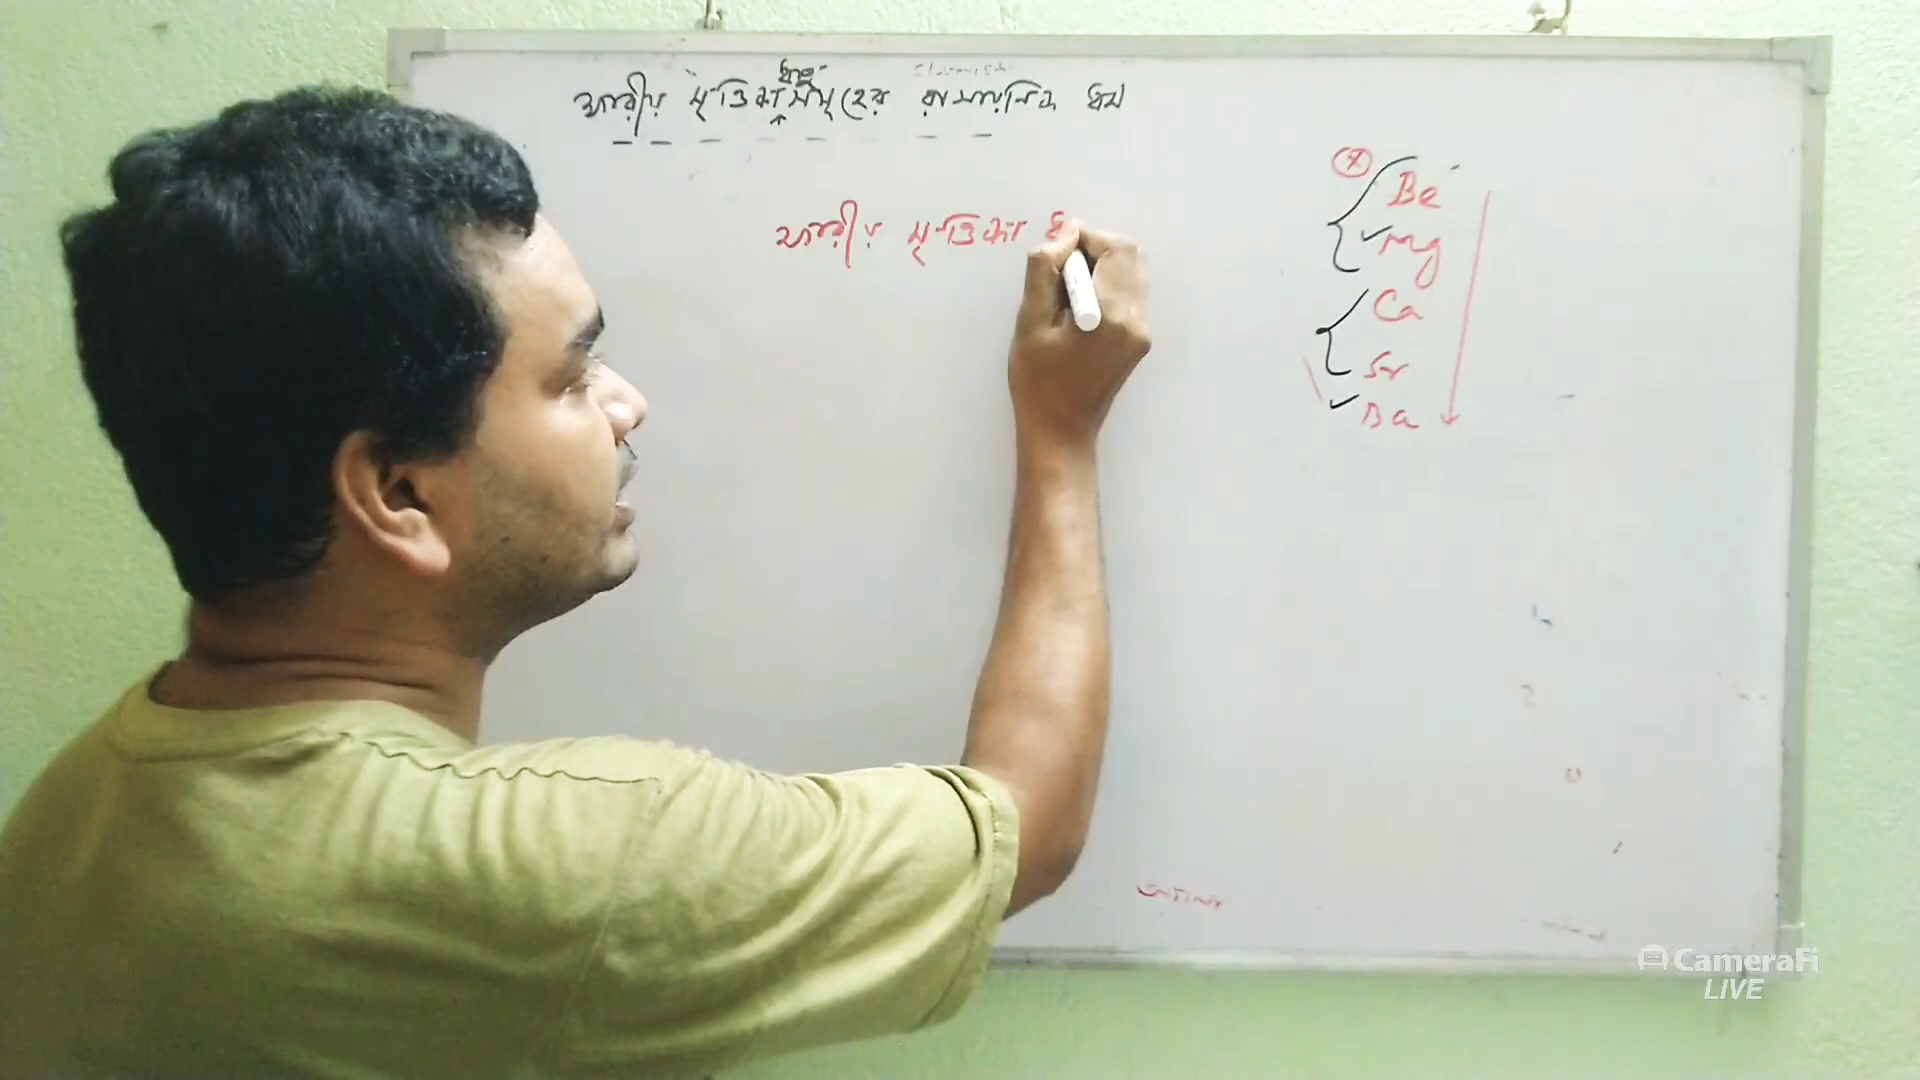 ক্ষারীয় মৃত্তিকা ধাতু সমূহের রাসায়নিক ধর্ম
ক্ষারীয় মৃত্তিকা ধ
Be
Mg
Ca
Sr
Ba
CameraFi
LIVE